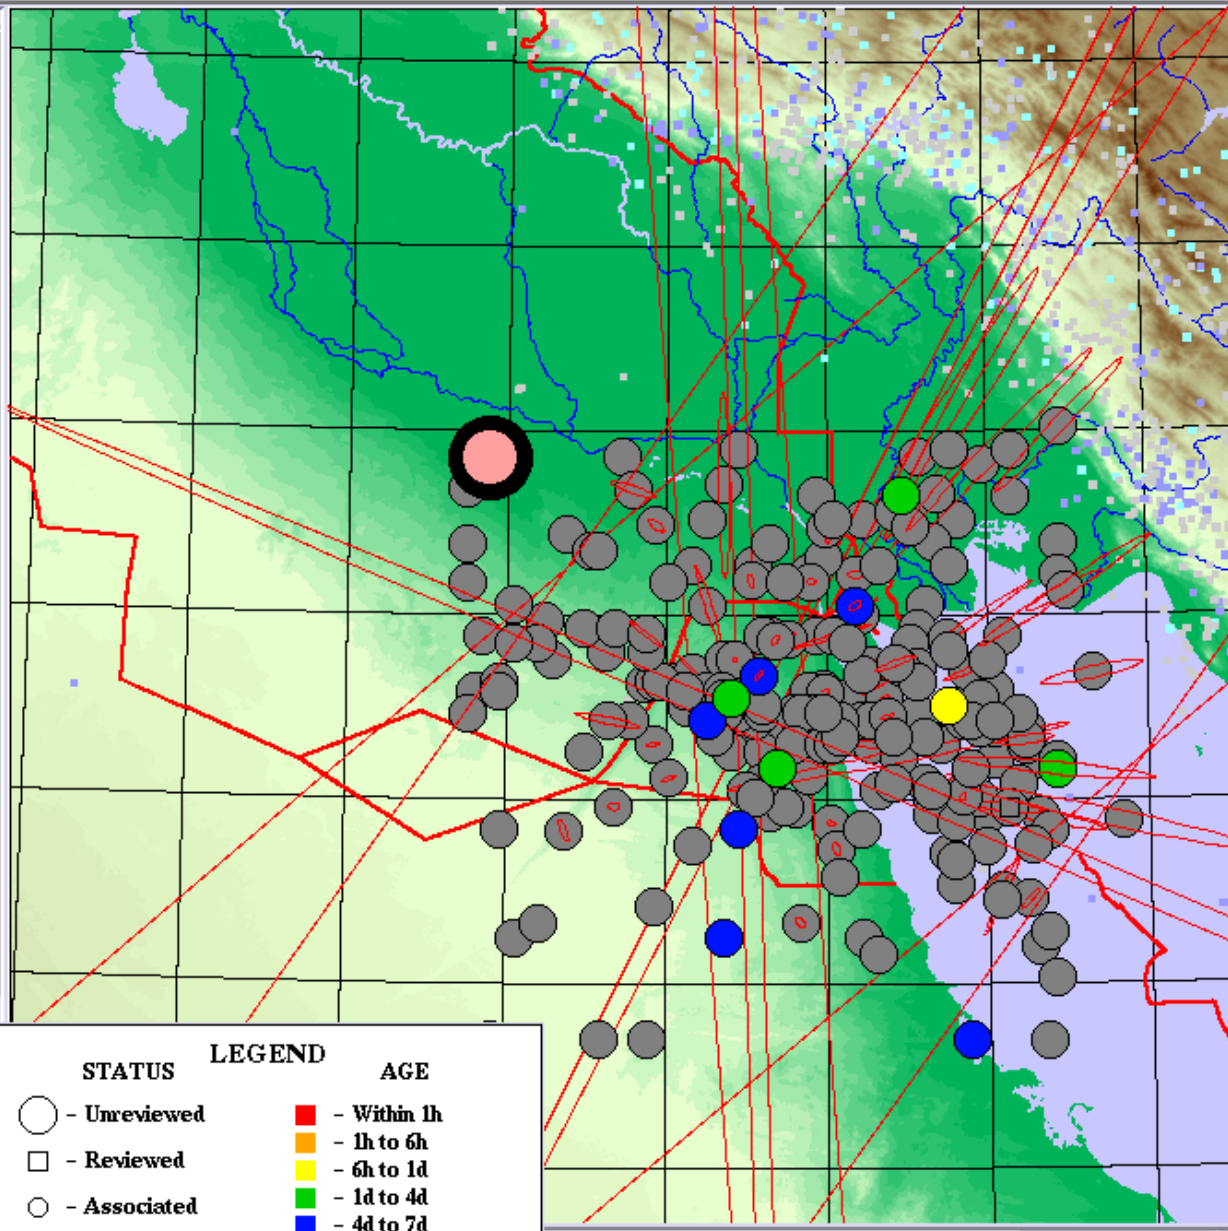 LEGEND
STATUS AGE
- Unreviewed - Within 1h
- 1h to 6h
- Reviewed - 6h to 1d
- 1d to 4d
- Associated - 4d to 7d